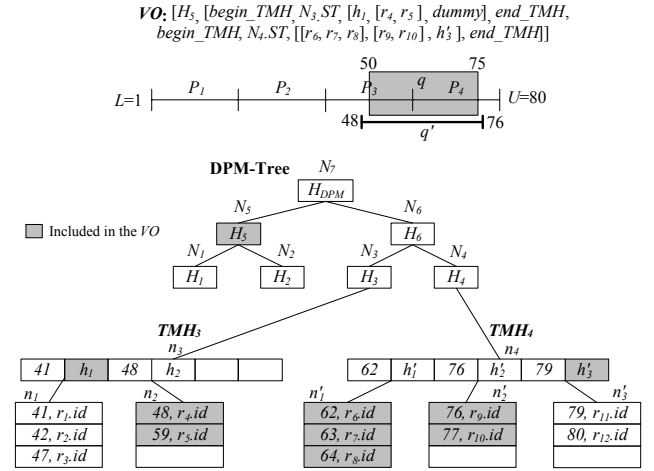 VO: [H5, [begin_TMH, N3.ST, [h1, [r4, r5], dummy], end_TMH,
begin_TMH, N4.ST, [[r6, r7, r8], [r9, r10], h′3], end_TMH]]
50 75
L=1 P1 P2 P3 q P4 U=80
48 q′ 76
DPM-Tree N7
HDPM
N5 N6
Included in the VO H5 H6
N1 N2 N3 N4
H1 H2 H3 H4
TMH3 TMH4
n3 n4
41 h1 48 h2 62 h′1 76 h′2 79 h′3
n1 n2 n′1 n′2 n′3
41, r1.id 48, r4.id 62, r6.id 76, r9.id 79, r11.id
42, r2.id 59, r5.id 63, r7.id 77, r10.id 80, r12.id
47, r3.id 64, r8.id